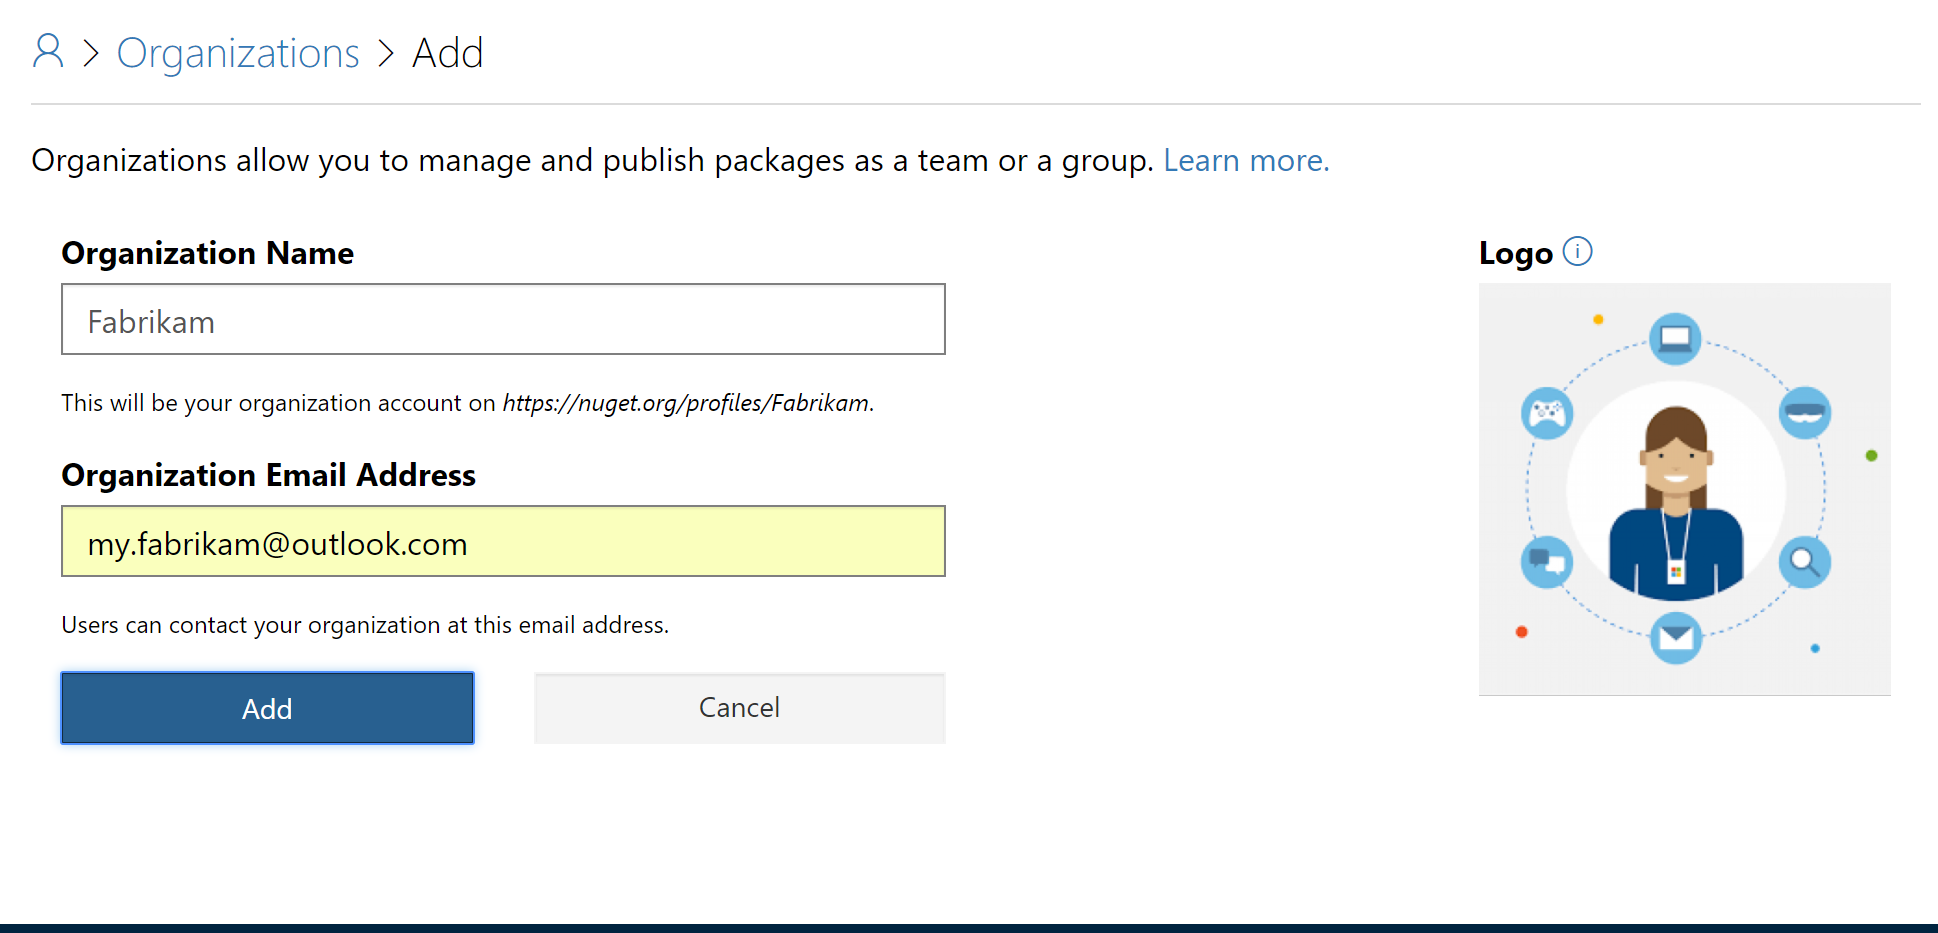 > Organizations > Add
Organizations allow you to manage and publish packages as a team or a group. Learn more.
Organization Name
Fabrikam
This will be your organization account on https://nuget.org/profiles/Fabrikam.
Organization Email Address
my.fabrikam@outlook.com
Users can contact your organization at this email address.
Add
Cancel
Logo